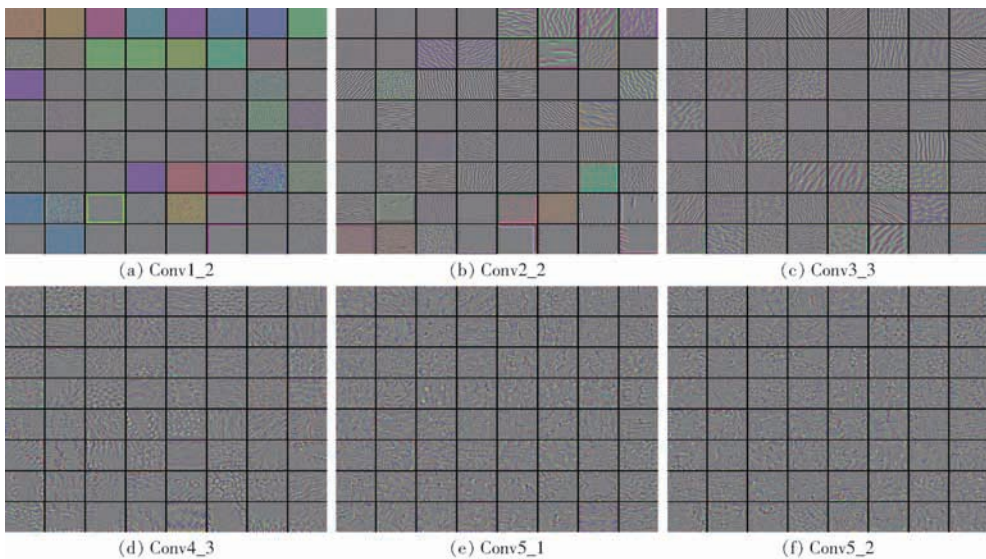 (a) Conv1_2
(b) Conv2_2
(c) Conv3_3
(d) Conv4_3
(e) Conv5_1
(f) Conv5_2